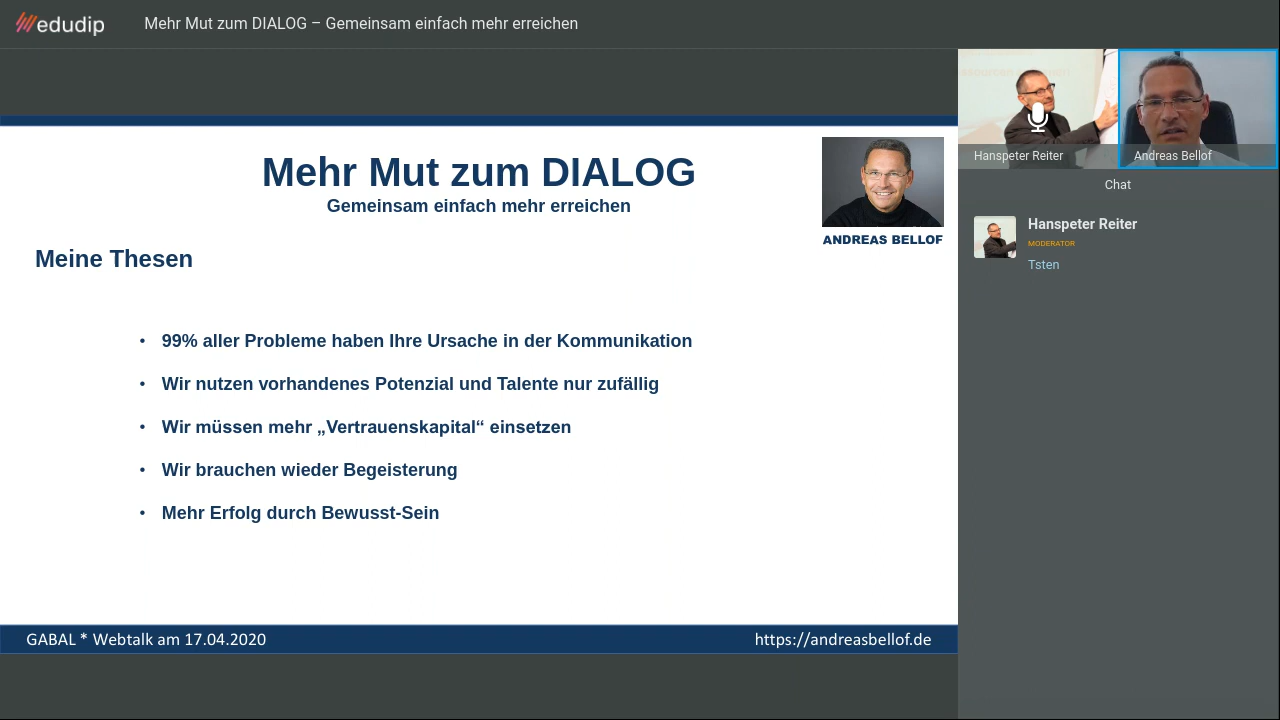 edudip
Mehr Mut zum DIALOG – Gemeinsam einfach mehr erreichen
Mehr Mut zum DIALOG
Gemeinsam einfach mehr erreichen
ANDREAS BELLOF
Meine Thesen
• 99% aller Probleme haben Ihre Ursache in der Kommunikation
• Wir nutzen vorhandenes Potenzial und Talente nur zufällig
• Wir müssen mehr „Vertrauenskapital“ einsetzen
• Wir brauchen wieder Begeisterung
• Mehr Erfolg durch Bewusst-Sein
GABAL * Webtalk am 17.04.2020
https://andreasbellof.de
Hanspeter Reiter
Andreas Bellof
Chat
Hanspeter Reiter
MODERATOR
Tsten